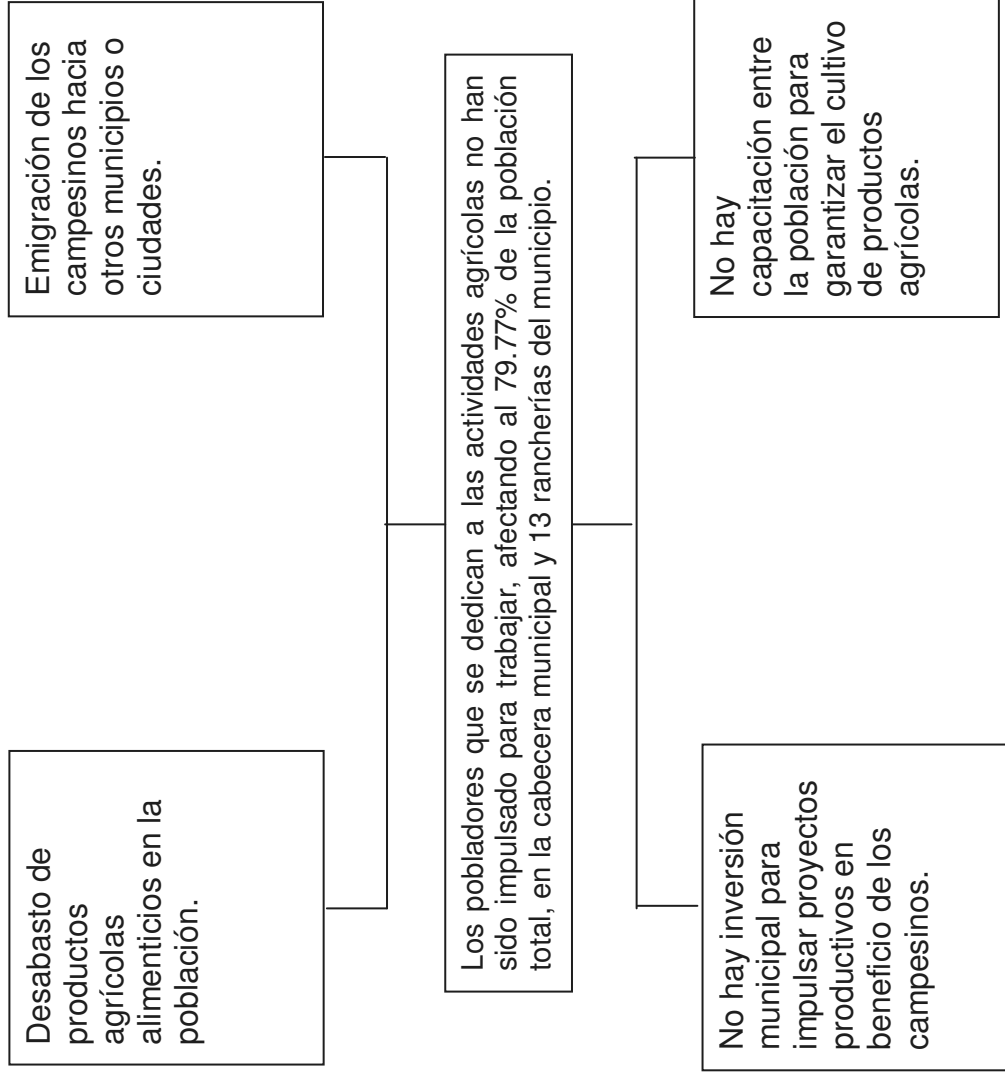 Desabasto de
productos
agrícolas
alimenticios en la
población.
Emigración de los
campesinos hacia
otros municipios o
ciudades.
Los pobladores que se dedican a las actividades agrícolas no han
sido impulsado para trabajar, afectando al 79.77% de la población
total, en la cabecera municipal y 13 rancherías del municipio.
No hay inversión
municipal para
impulsar proyectos
productivos en
beneficio de los
campesinos.
No hay
capacitación entre
la población para
garantizar el cultivo
de productos
agrícolas.